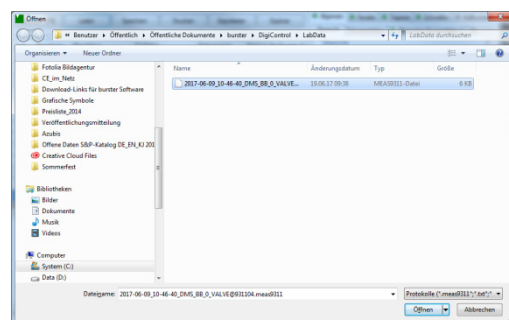 Öffnen
« Benutzer ▸ Öffentlich ▸ Öffentliche Dokumente ▸ burster ▸ DigiControl ▸ LabData
LabData durchsuchen
Organisieren Neuer Ordner
Name Änderungsdatum Typ Größe
Fotolia Bildagentur
CE_im_Netz
Download-Links für burster Software
Grafische Symbole
Preisliste_2014
Veröffentlichungsmitteilung
Azubis
Offene Daten S&P-Katalog DE_EN_KJ 201
Creative Cloud Files
Sommerfest
2017-06-09_10-46-40_DMS_BB_0_VALVE... 19.06.17 09:36 MEAS9311-Datei 6 KB
Bibliotheken
Bilder
Dokumente
Musik
Videos
Computer
System (C:)
Data (D:)
Dateiname: 2017-06-09_10-46-40_DMS_BB_0_VALVE@931104.meas9311
Protokolle (*.meas9311";*.txt";*
Öffnen Abbrechen